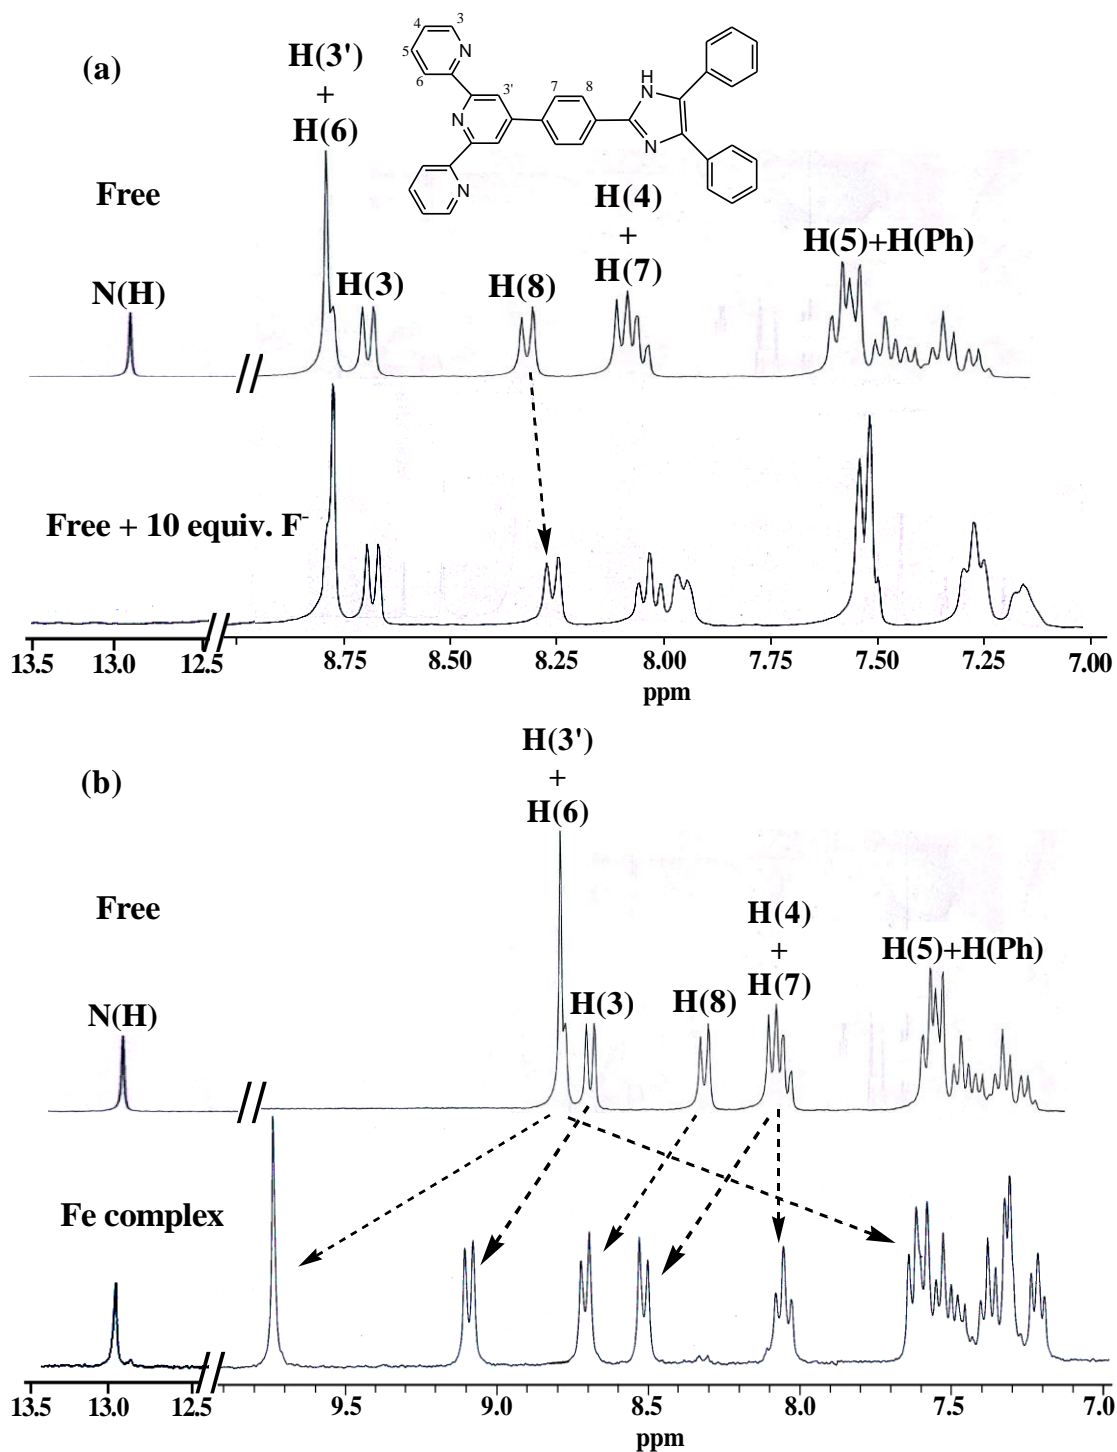 (a)
H(3')
+
H(6)
4
3
5
6
N
3'
N
N
7
8
H
N
N
Free
N(H)
H(3)
H(8)
H(4)
+
H(7)
H(5)+H(Ph)
Free + 10 equiv. F-
13.5 13.0 12.5 8.75 8.50 8.25 8.00 7.75 7.50 7.25 7.00
ppm
(b)
H(3')
+
H(6)
Free
N(H)
H(3)
H(8)
H(4)
+
H(7)
H(5)+H(Ph)
Fe complex
13.5 13.0 12.5 9.5 9.0 8.5 8.0 7.5 7.0
ppm